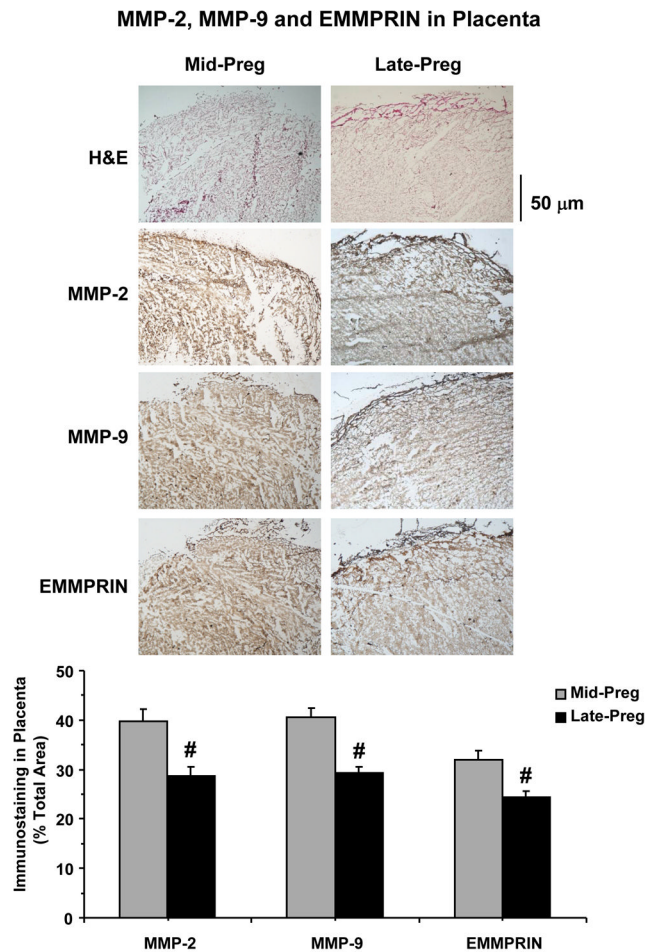 MMP-2, MMP-9 and EMMPRIN in Placenta
Mid-Preg Late-Preg
H&E
50 μm
MMP-2
MMP-9
EMMPRIN
Immunostaining in Placenta
(% Total Area)
50
40
30
20
10
0
Mid-Preg
Late-Preg
# # #
MMP-2 MMP-9 EMMPRIN